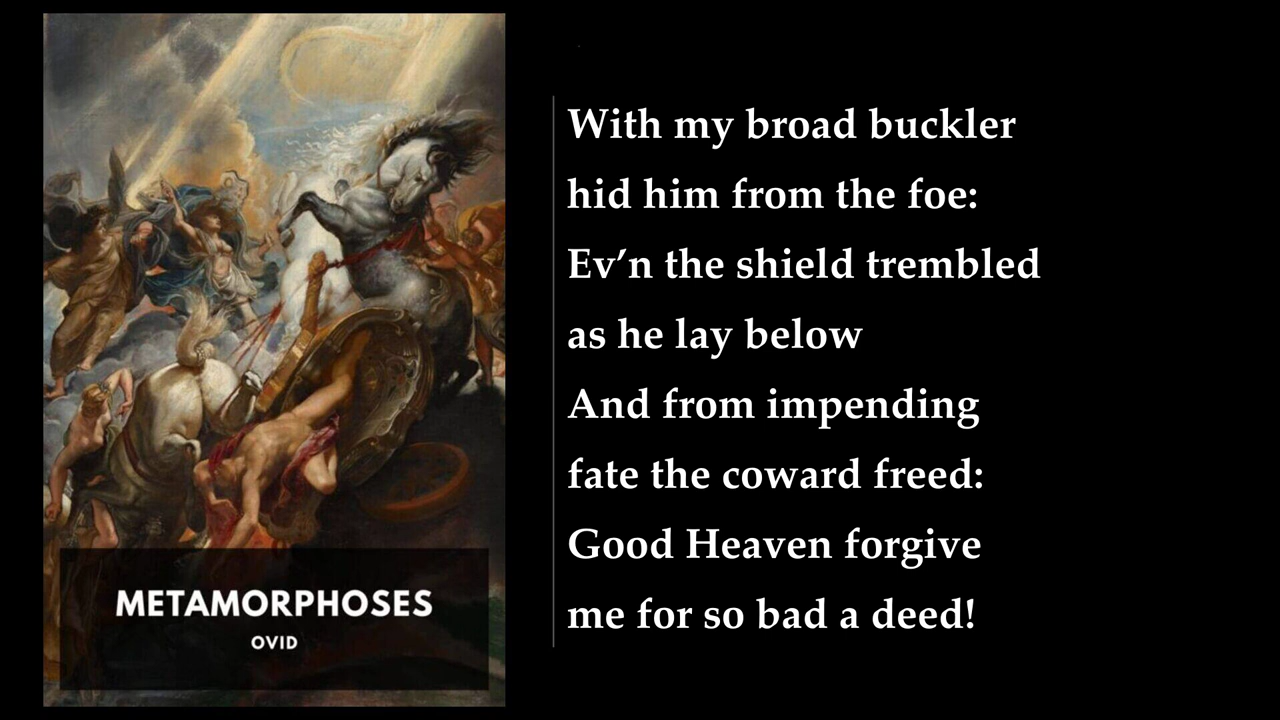 METAMORPHOSES
OVID
With my broad buckler
hid him from the foe:
Ev’n the shield trembled
as he lay below
And from impending
fate the coward freed:
Good Heaven forgive
me for so bad a deed!